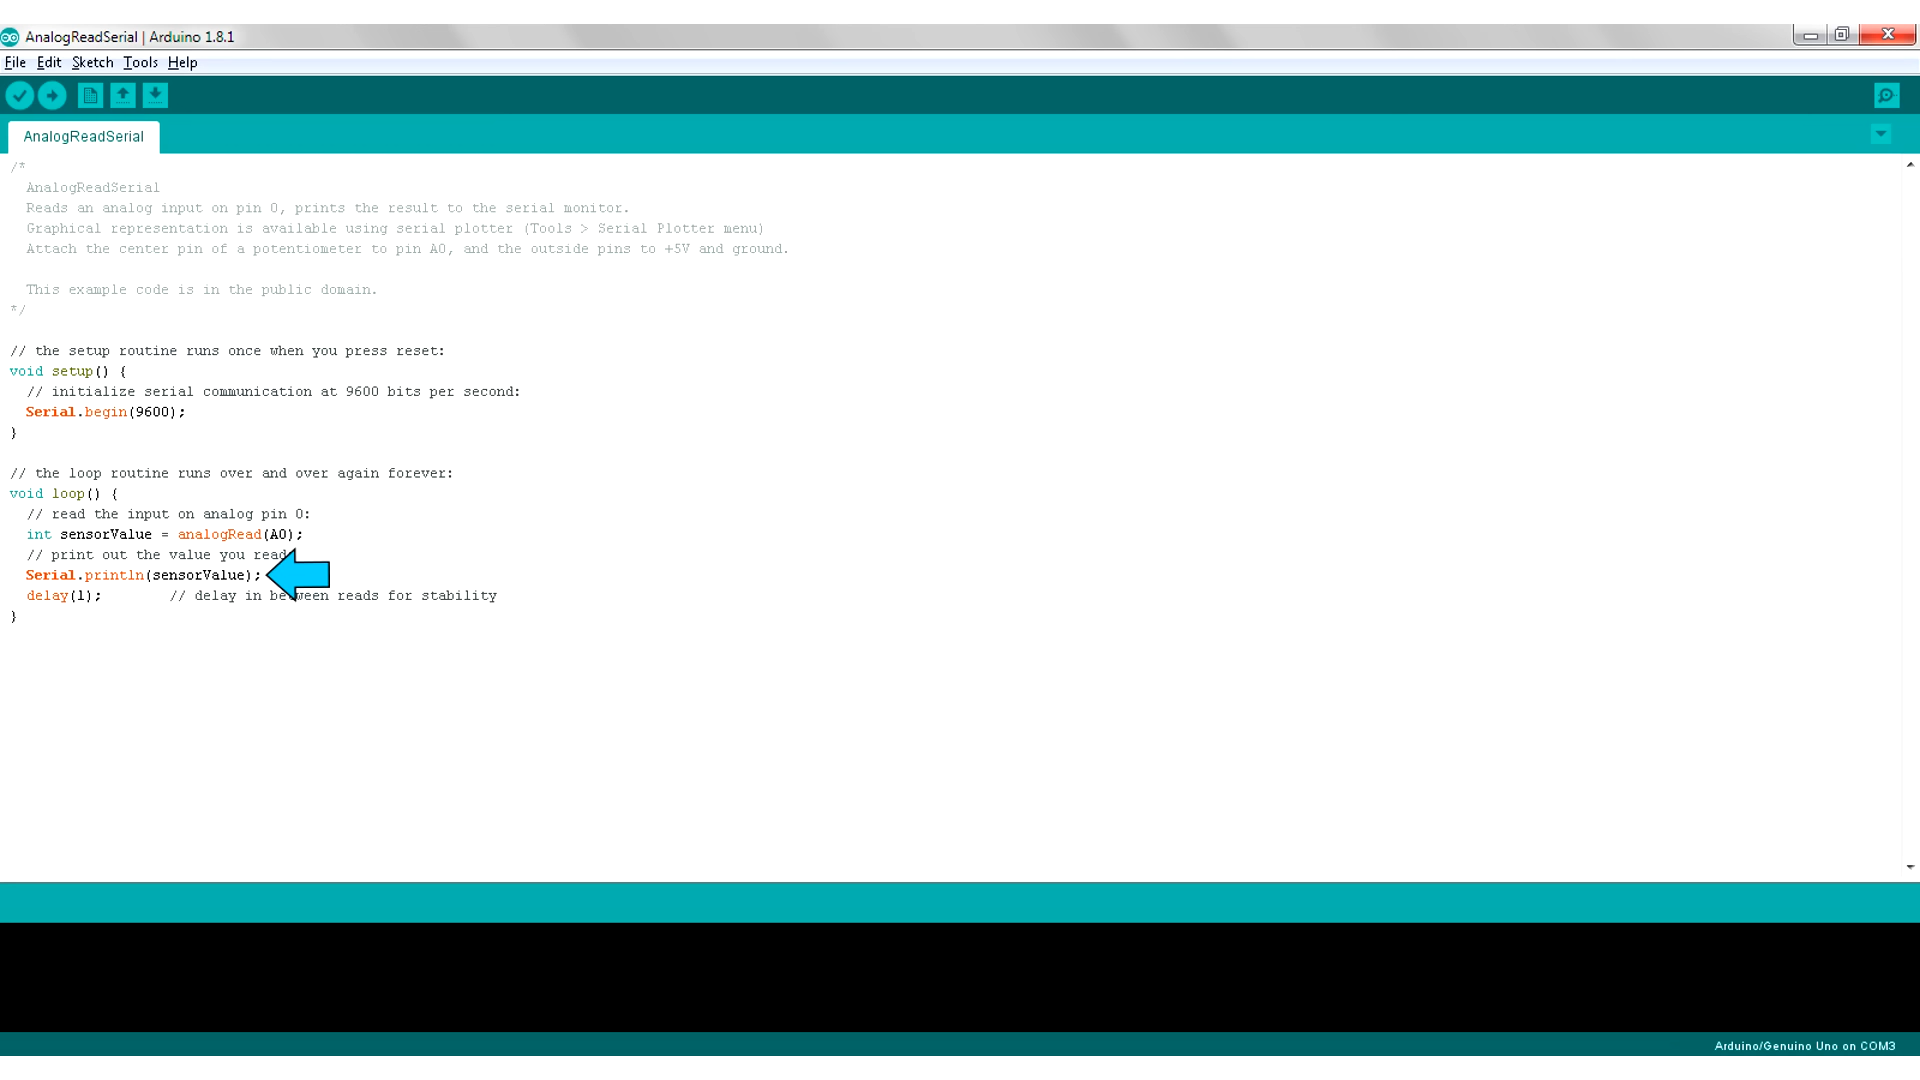 AnalogReadSerial | Arduino 1.8.1
File Edit Sketch Tools Help
AnalogReadSerial
/*
  AnalogReadSerial
  Reads an analog input on pin 0, prints the result to the serial monitor.
  Graphical representation is available using serial plotter (Tools > Serial Plotter menu)
  Attach the center pin of a potentiometer to pin A0, and the outside pins to +5V and ground.
  This example code is in the public domain.
*/
// the setup routine runs once when you press reset:
void setup() {
  // initialize serial communication at 9600 bits per second:
  Serial.begin(9600);
}
// the loop routine runs over and over again forever:
void loop() {
  // read the input on analog pin 0:
  int sensorValue = analogRead(A0);
  // print out the value you read
  Serial.println(sensorValue);
  delay(1);        // delay in between reads for stability
}
Arduino/Genuino Uno on COM3